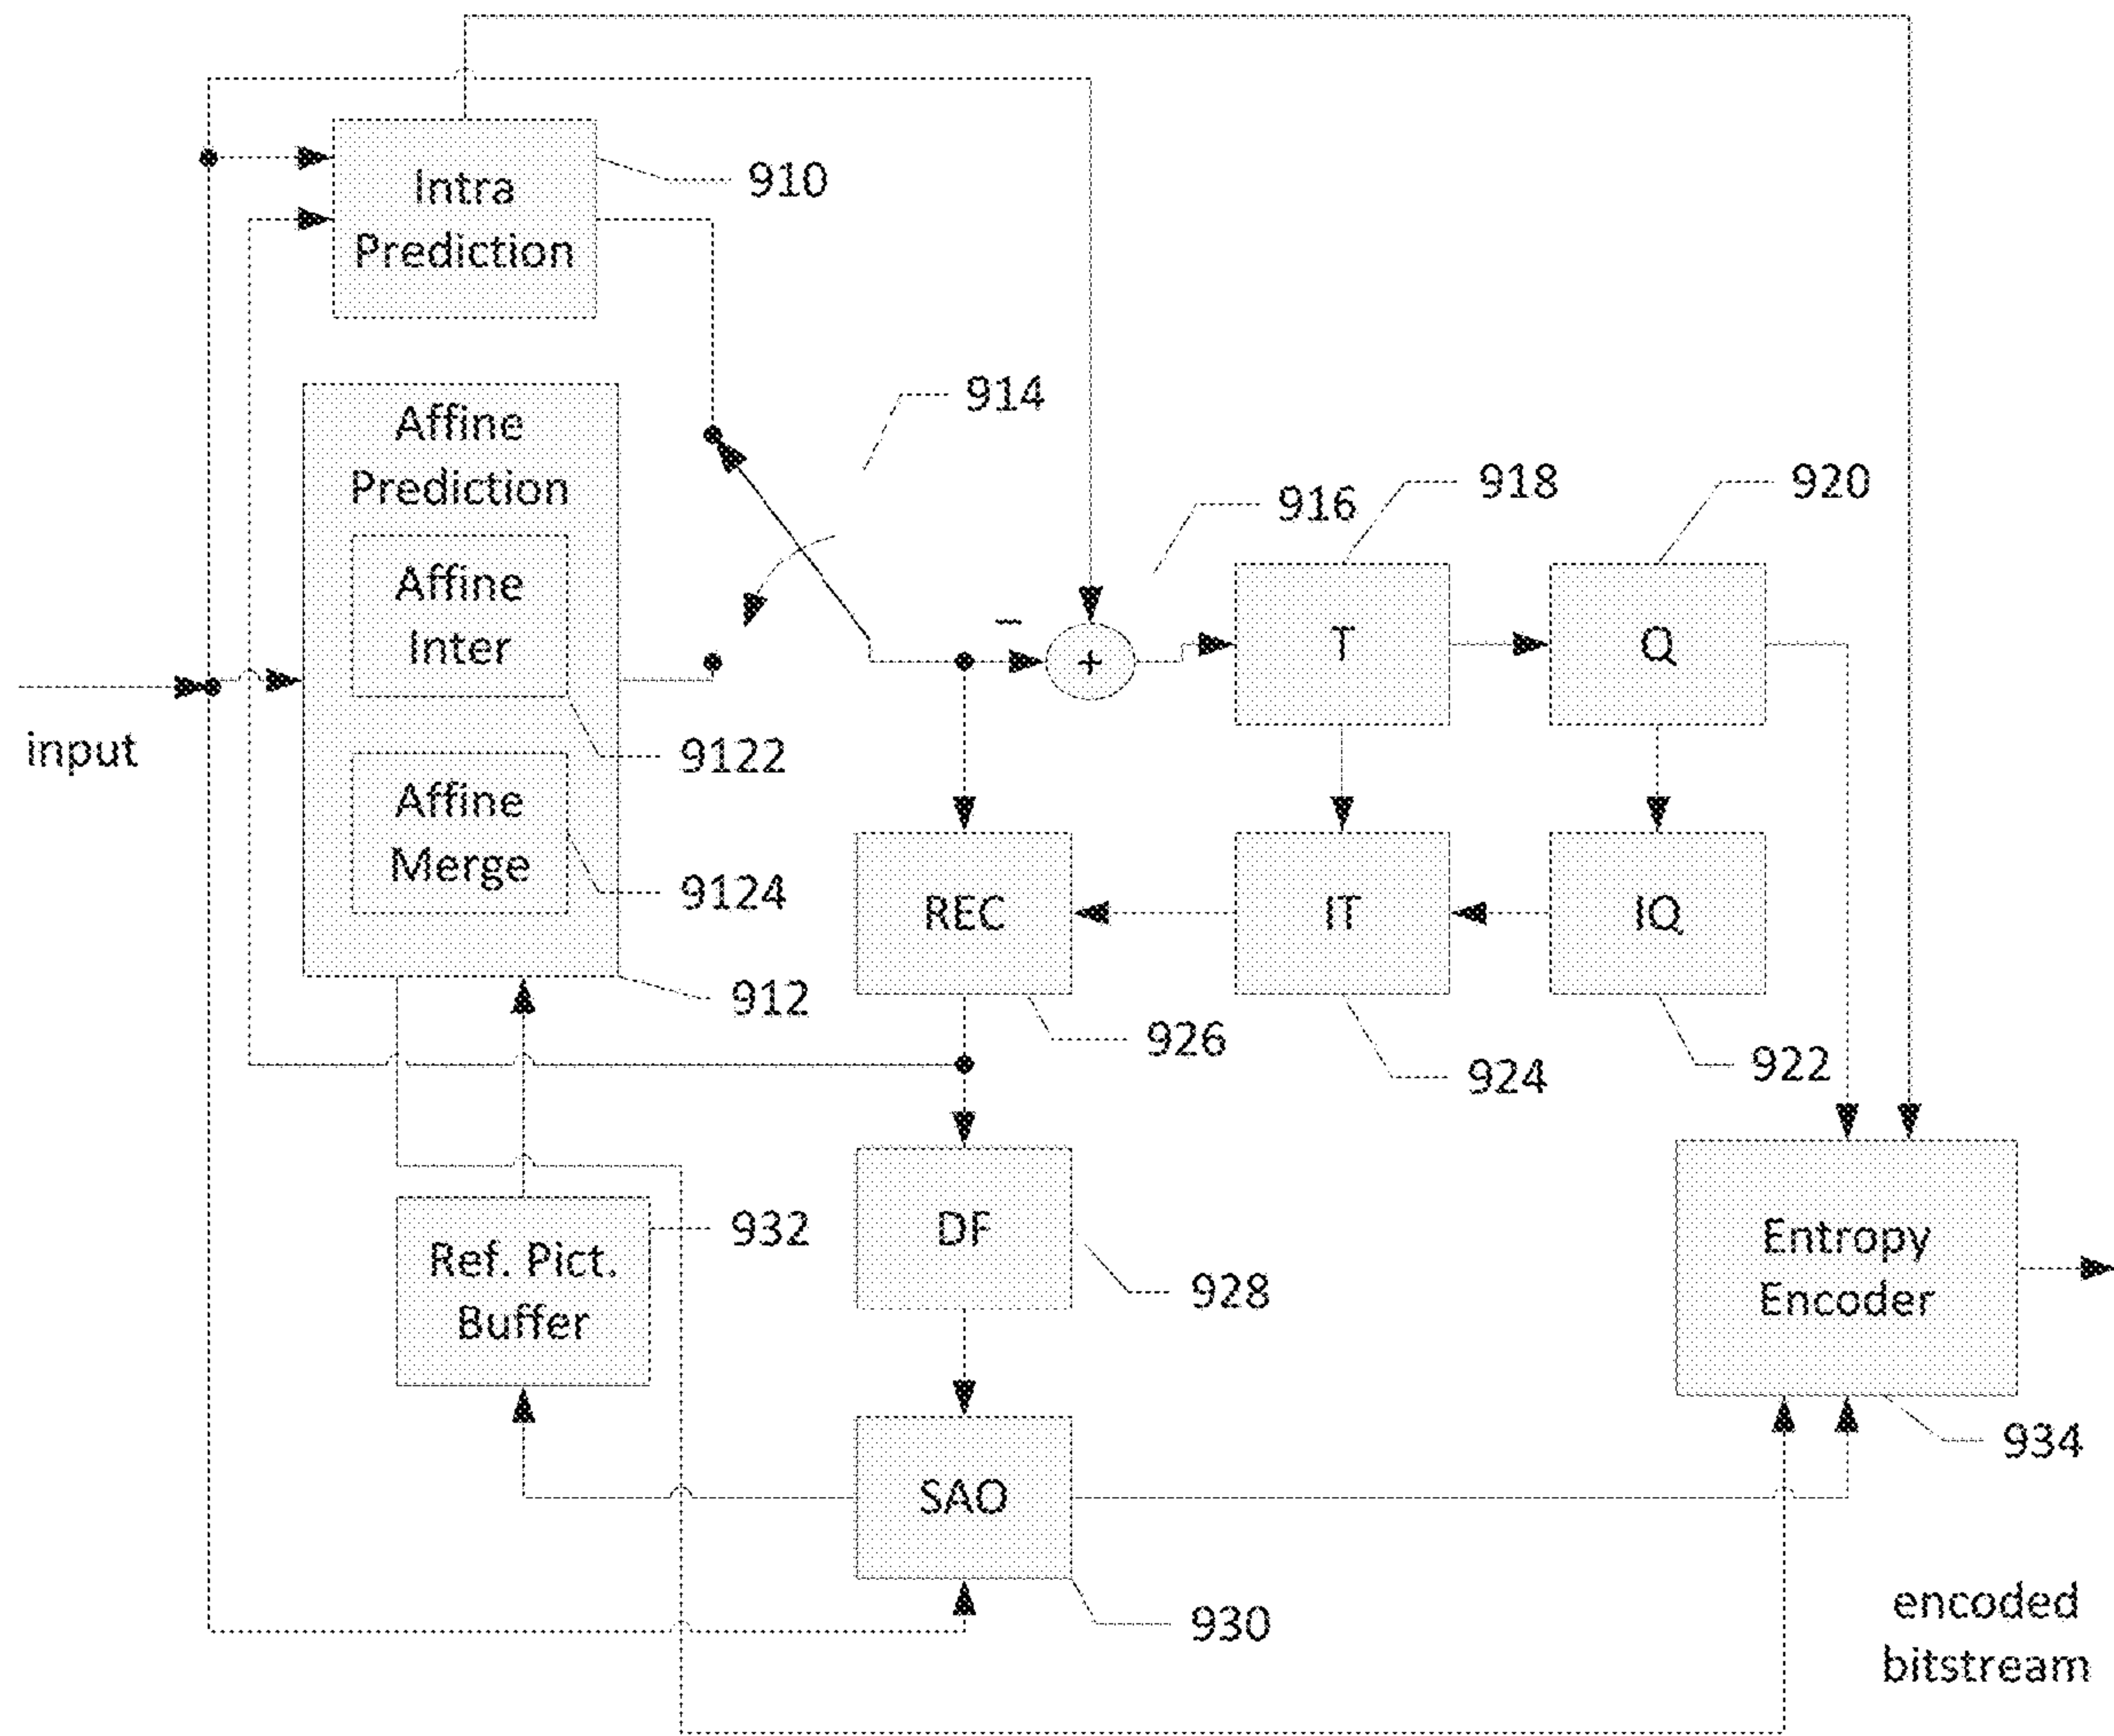 Intra
Prediction
910
Affine
Prediction
914
Affine
Inter
916
918
920
T
Q
+
−
input
9122
Affine
Merge
9124
REC
IT
IQ
912
926
924
922
DF
932
Ref. Pict.
Buffer
928
Entropy
Encoder
SAO
934
930
encoded
bitstream